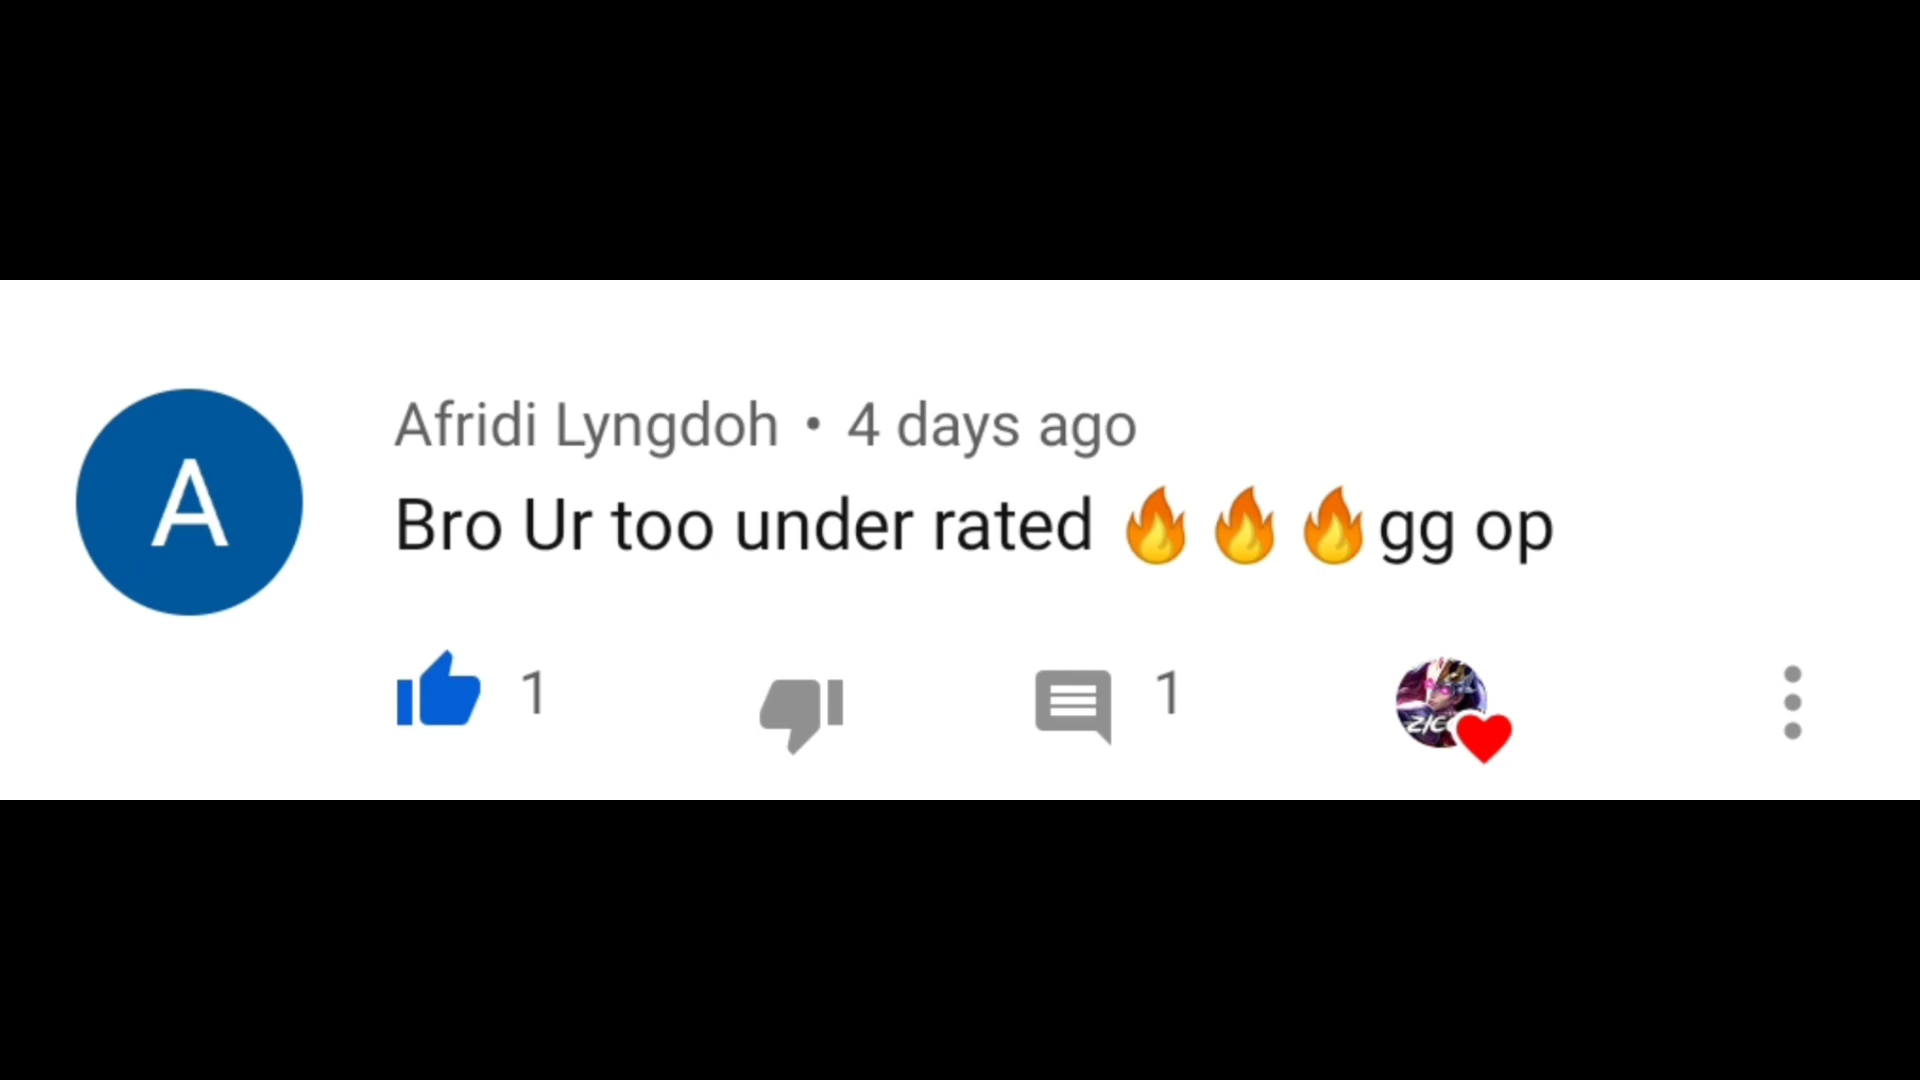 A
Afridi Lyngdoh • 4 days ago
Bro Ur too under rated 🔥🔥🔥gg op
1
1